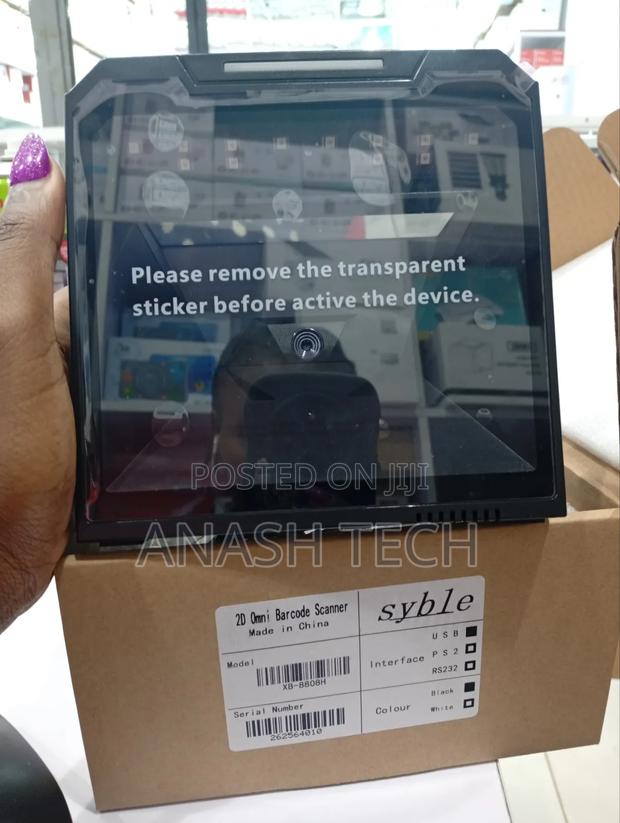 Please remove the transparent
sticker before active the device.
POSTED ON JIJI
ANASH TECH
2D Omni Barcode Scanner
Made in China
syble
Model
XB-8608H
Serial Number
262564010
Interface
USB
PS2
RS232
Colour
Black
White